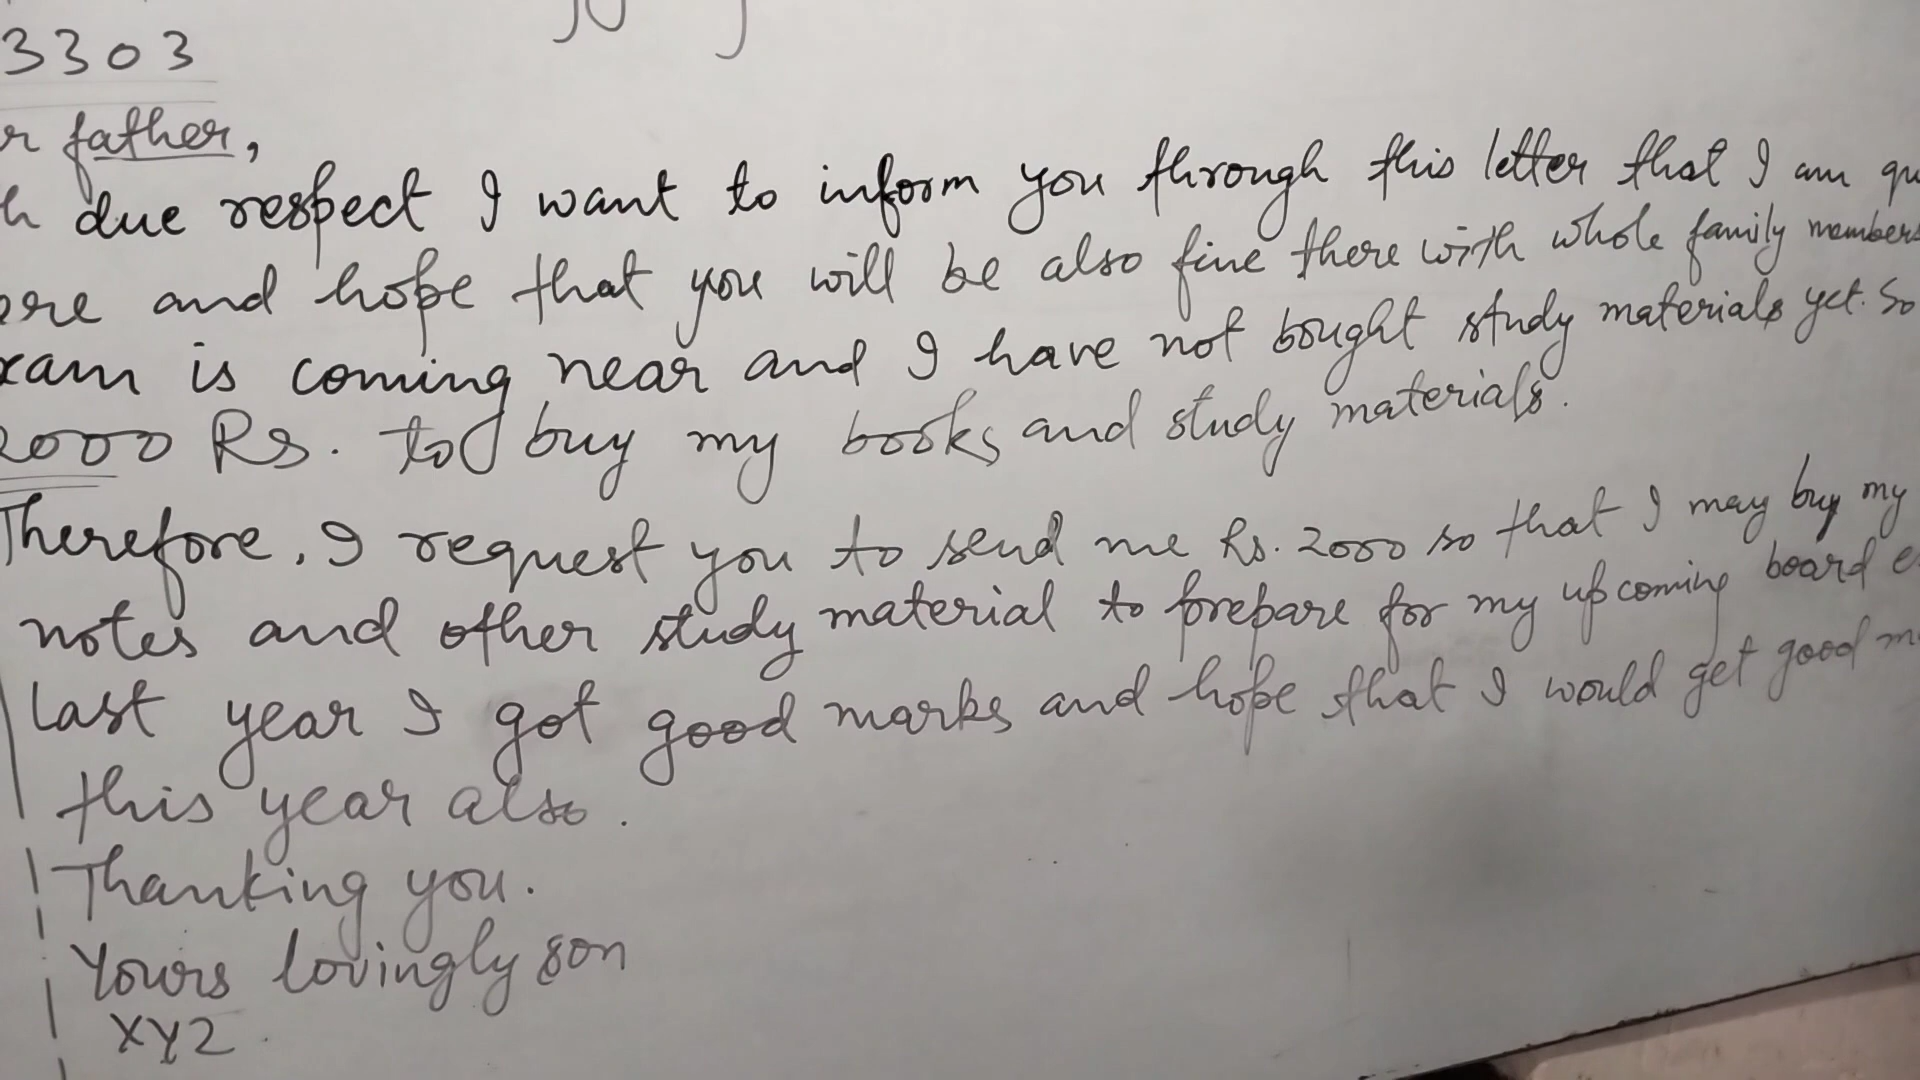 3303
father,
due respect I want to inform you through this letter that I am
and hope that you will be also fine there with whole family members
is coming near and I have not bought study materials yet. So
2000 Rs. to buy my books and study materials.
Therefore, I request you to send me Rs. 2000 so that I may buy my
notes and other study material to prepare for my upcoming board
last year I got good marks and hope that I would get good
this year also.
Thanking you.
Yours lovingly son
XYZ